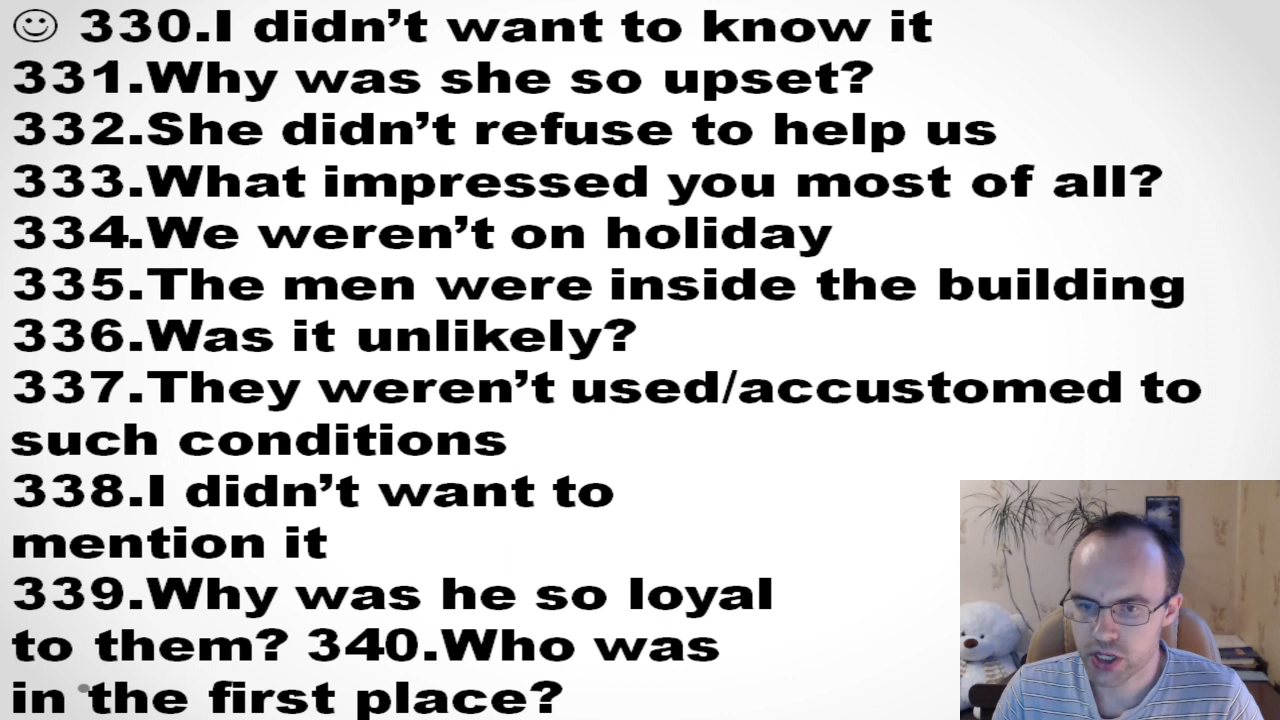 ☺ 330.I didn’t want to know it
331.Why was she so upset?
332.She didn’t refuse to help us
333.What impressed you most of all?
334.We weren’t on holiday
335.The men were inside the building
336.Was it unlikely?
337.They weren’t used/accustomed to
such conditions
338.I didn’t want to
mention it
339.Why was he so loyal
to them? 340.Who was
in the first place?